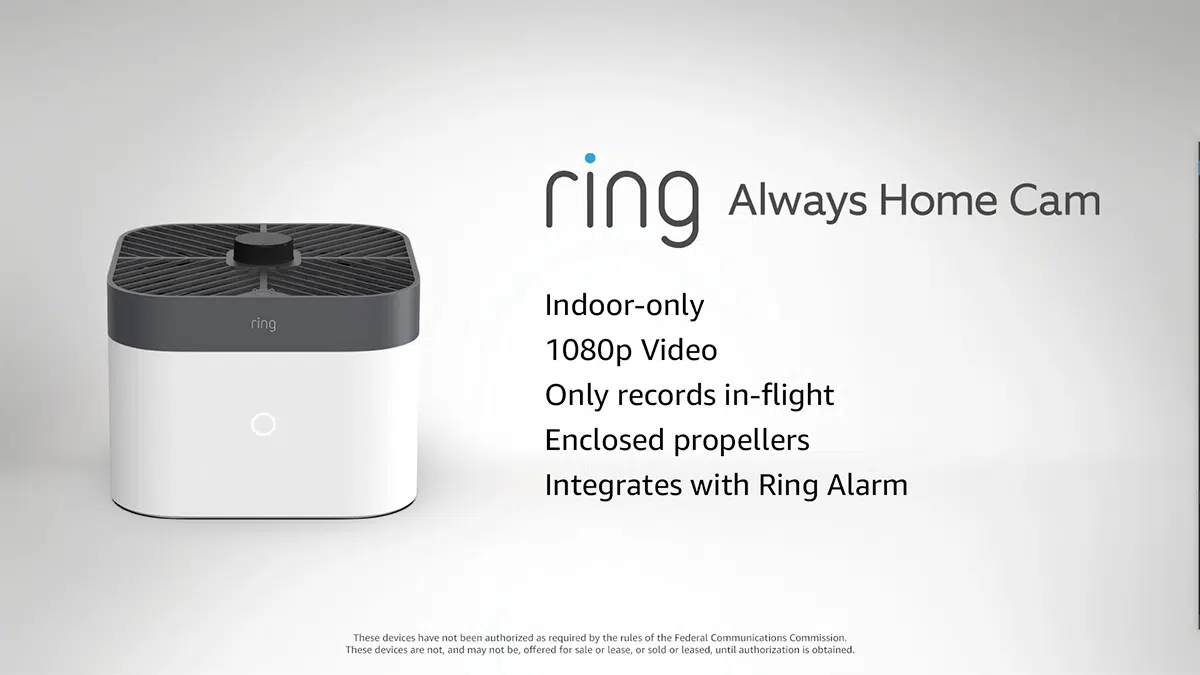 ring
ring Always Home Cam
Indoor-only
1080p Video
Only records in-flight
Enclosed propellers
Integrates with Ring Alarm
These devices have not been authorized as required by the rules of the Federal Communications Commission.
These devices are not, and may not be, offered for sale or lease, or sold or leased, until authorization is obtained.